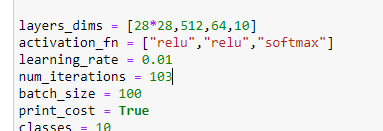 layers_dims = [28*28,512,64,10]
activation_fn = ["relu","relu","softmax"]
learning_rate = 0.01
num_iterations = 103
batch_size = 100
print_cost = True
classes = 10